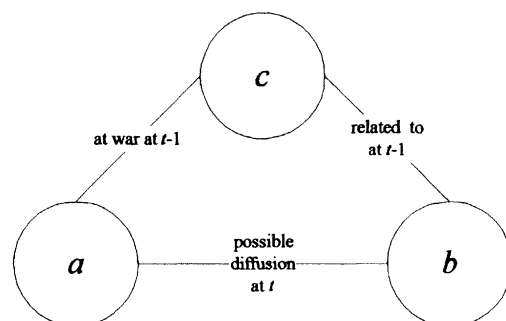 c
at war at t-1
related to
at t-1
a
possible
diffusion
at t
b